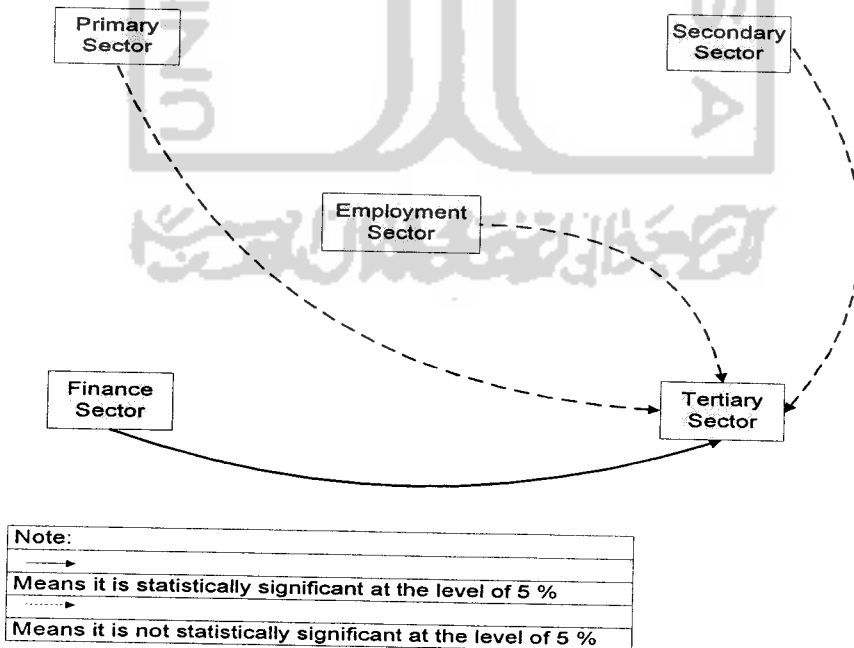 Primary
Sector
Secondary
Sector
Employment
Sector
Finance
Sector
Tertiary
Sector
Note:
Means it is statistically significant at the level of 5 %
Means it is not statistically significant at the level of 5 %